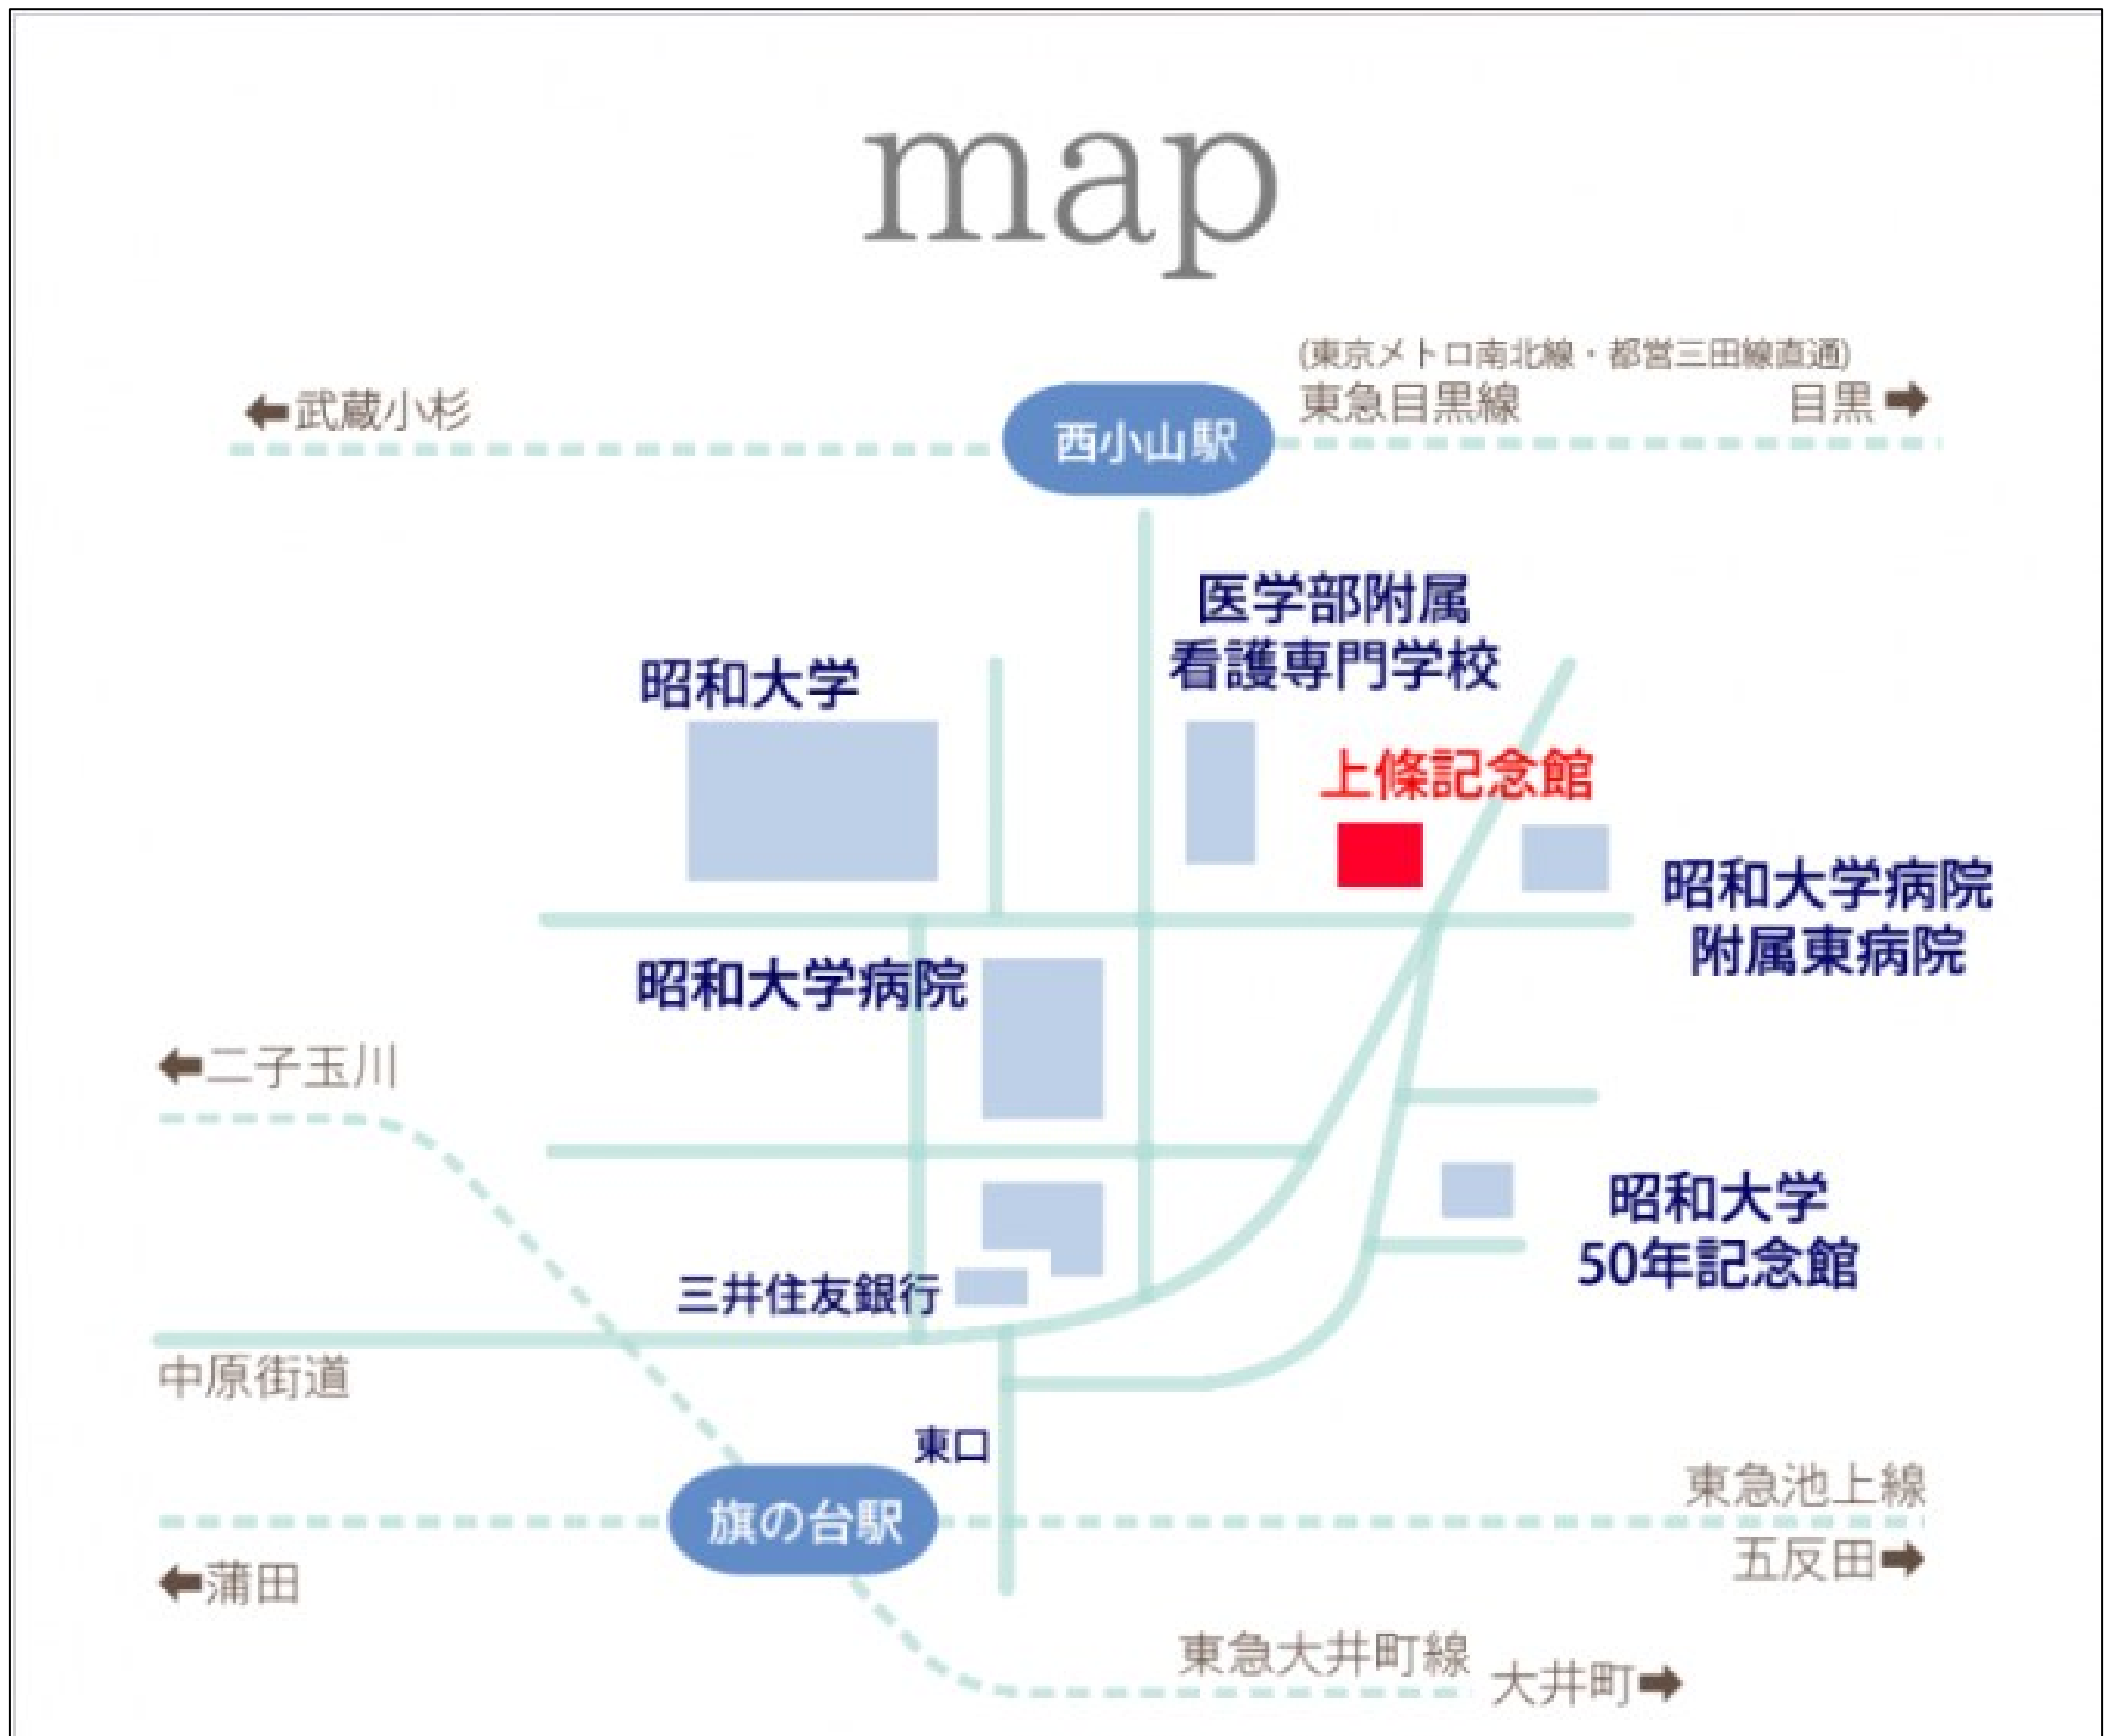 map
(東京メトロ南北線・都営三田線直通)
←武蔵小杉
西小山駅
東急目黒線
目黒→
医学部附属
看護専門学校
昭和大学
上條記念館
昭和大学病院
附属東病院
昭和大学病院
←二子玉川
昭和大学
50年記念館
三井住友銀行
中原街道
東口
旗の台駅
東急池上線
五反田→
←蒲田
東急大井町線
大井町→